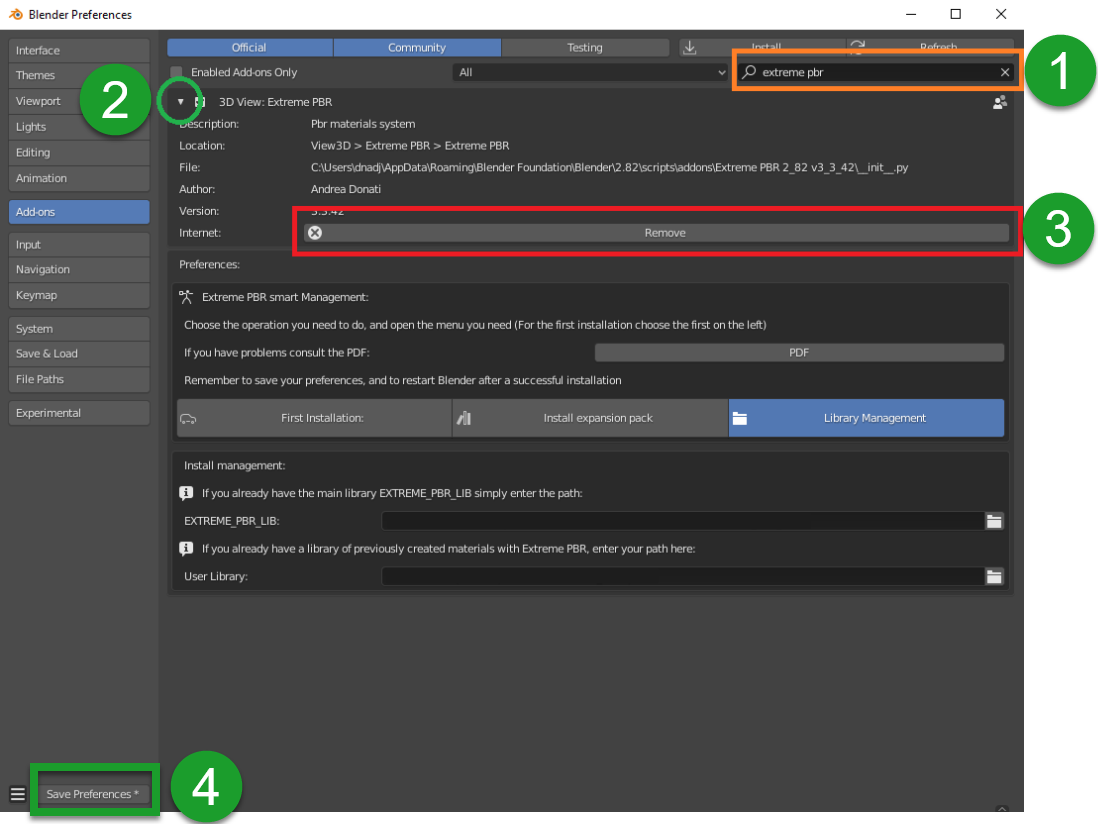 Blender Preferences
Interface
Themes
Viewport
Lights
Editing
Animation
Add-ons
Input
Navigation
Keymap
System
Save & Load
File Paths
Experimental
Save Preferences *
Official Community Testing Install Refresh
Enabled Add-ons Only All extreme pbr
3D View: Extreme PBR
Description: Pbr materials system
Location: View3D > Extreme PBR > Extreme PBR
File: C:\Users\dnadj\AppData\Roaming\Blender Foundation\Blender\2.82\scripts\addons\Extreme PBR 2_82 v3_3_42\__init__.py
Author: Andrea Donati
Version: 3.3.42
Internet: Remove
Preferences:
Extreme PBR smart Management:
Choose the operation you need to do, and open the menu you need (For the first installation choose the first on the left)
If you have problems consult the PDF: PDF
Remember to save your preferences, and to restart Blender after a successful installation
First Installation: Install expansion pack Library Management
Install management:
If you already have the main library EXTREME_PBR_LIB simply enter the path:
EXTREME_PBR_LIB:
If you already have a library of previously created materials with Extreme PBR, enter your path here:
User Library:
1
2
3
4